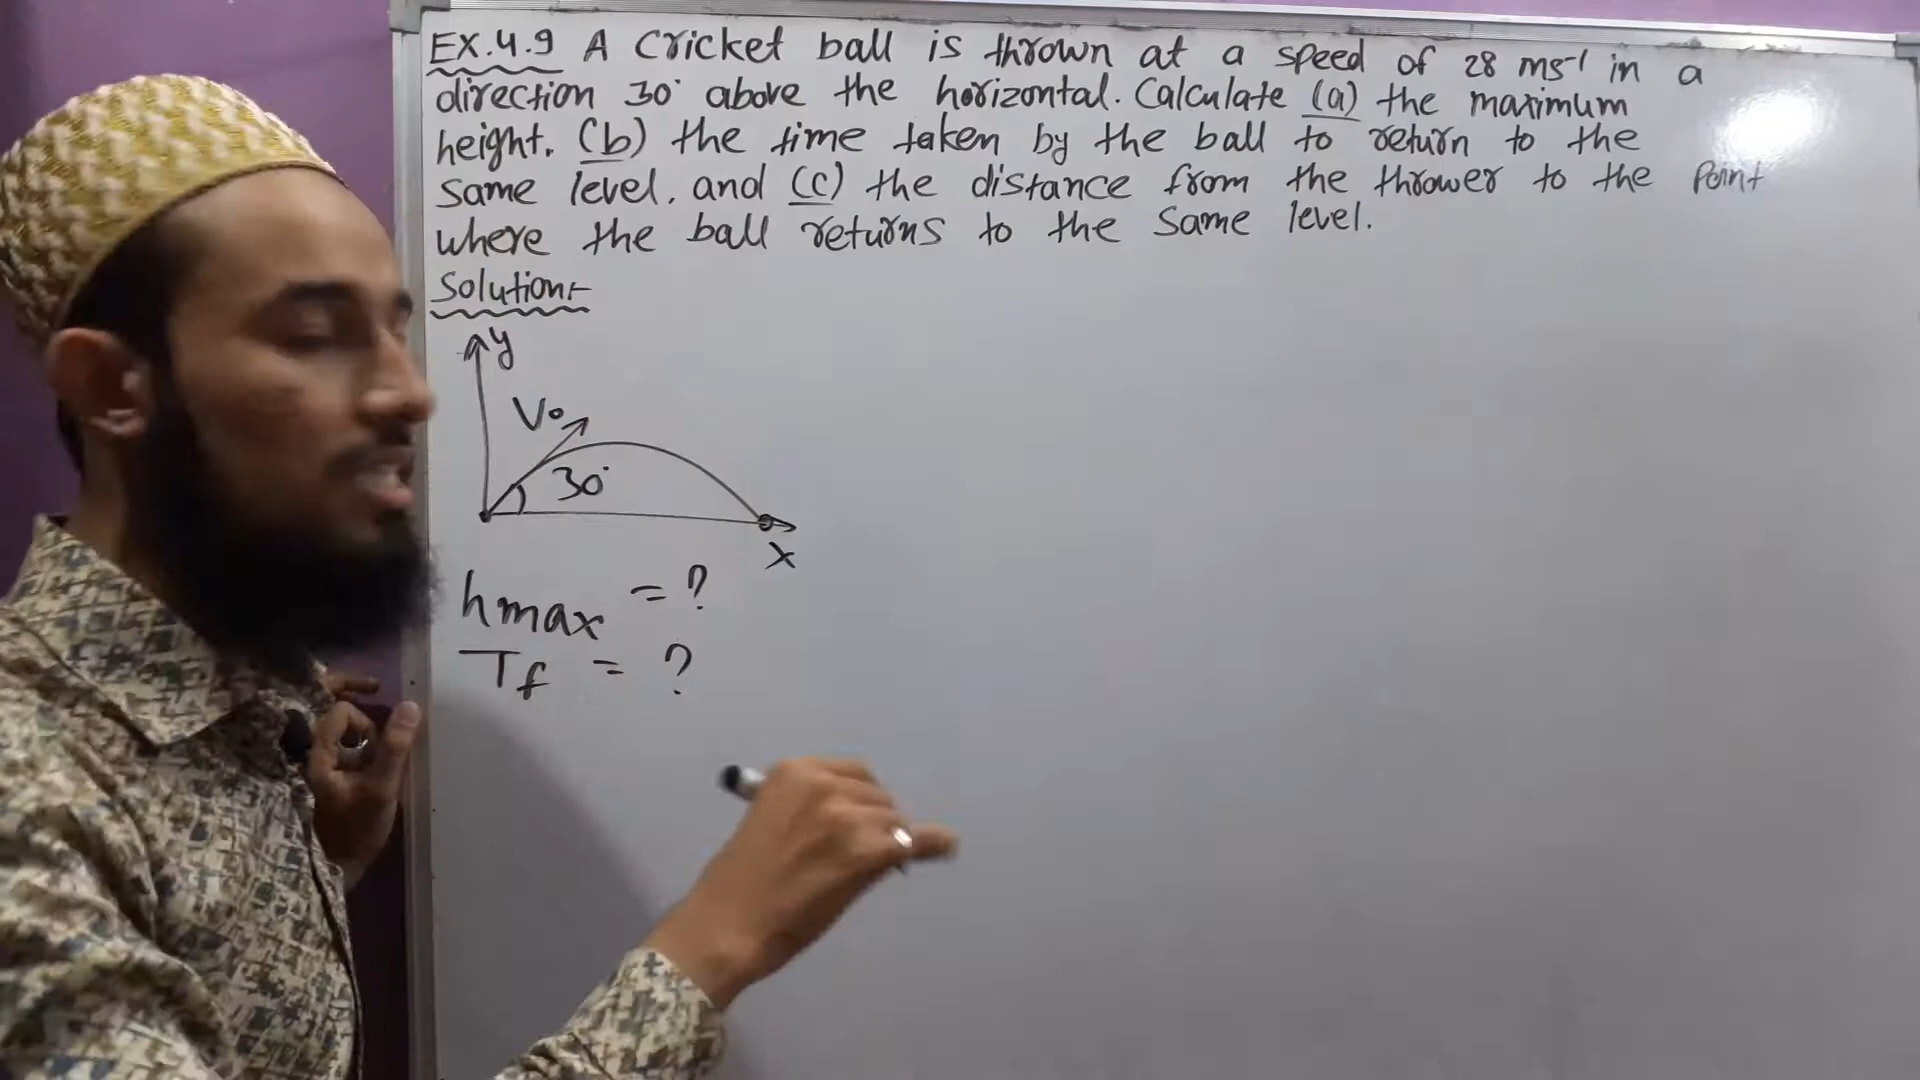 EX.4.9 A Cricket ball is thrown at a speed of 28 ms⁻¹ in a
direction 30° above the horizontal. Calculate (a) the maximum
height. (b) the time taken by the ball to return to the
same level. and (c) the distance from the thrower to the Point
where the ball returns to the same level.
Solution:-
y
V₀
30°
X
hmax = ?
Tf = ?